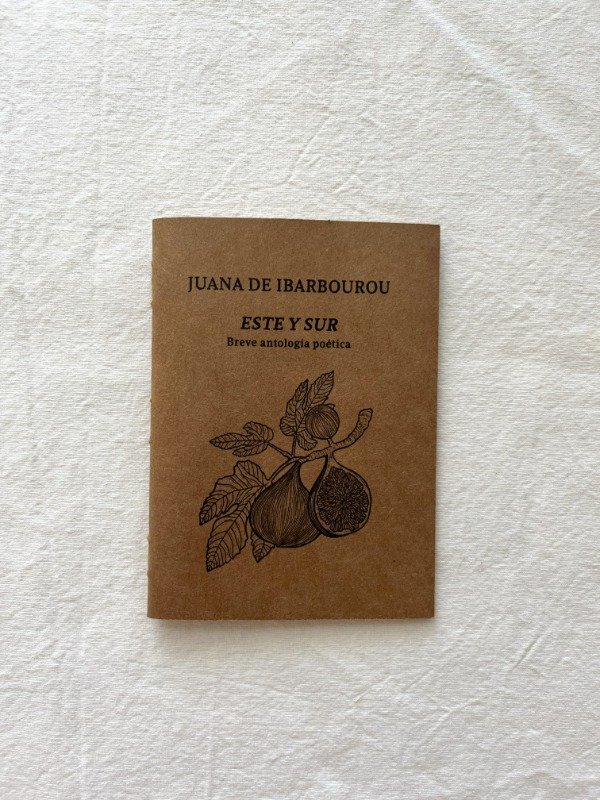 JUANA DE IBARBOUROU
ESTE Y SUR
Breve antología poética